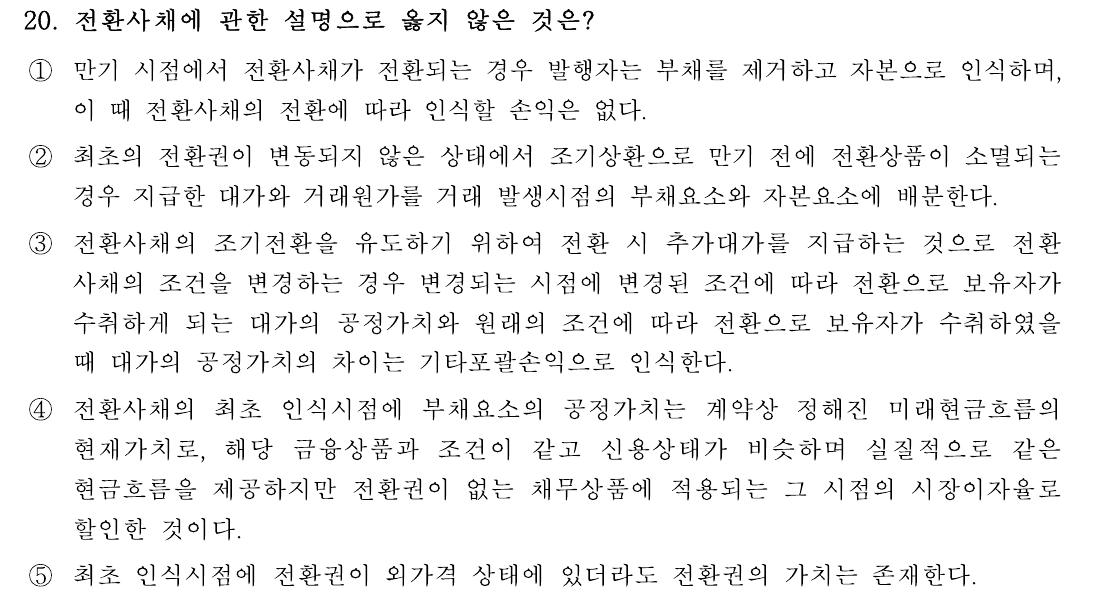 20. 전환사채에 관한 설명으로 옳지 않은 것은?
① 만기 시점에서 전환사채가 전환되는 경우 발행자는 부채를 제거하고 자본으로 인식하며,
이 때 전환사채의 전환에 따라 인식할 손익은 없다.
② 최초의 전환권이 변동되지 않은 상태에서 조기상환으로 만기 전에 전환상품이 소멸되는
경우 지급한 대가와 거래원가를 거래 발생시점의 부채요소와 자본요소에 배분한다.
③ 전환사채의 조기전환을 유도하기 위하여 전환 시 추가대가를 지급하는 것으로 전환
사채의 조건을 변경하는 경우 변경되는 시점에 변경된 조건에 따라 전환으로 보유자가
수취하게 되는 대가의 공정가치와 원래의 조건에 따라 전환으로 보유자가 수취하였을
때 대가의 공정가치의 차이는 기타포괄손익으로 인식한다.
④ 전환사채의 최초 인식시점에 부채요소의 공정가치는 계약상 정해진 미래현금흐름의
현재가치로, 해당 금융상품과 조건이 같고 신용상태가 비슷하며 실질적으로 같은
현금흐름을 제공하지만 전환권이 없는 채무상품에 적용되는 그 시점의 시장이자율로
할인한 것이다.
⑤ 최초 인식시점에 전환권이 외가격 상태에 있더라도 전환권의 가치는 존재한다.